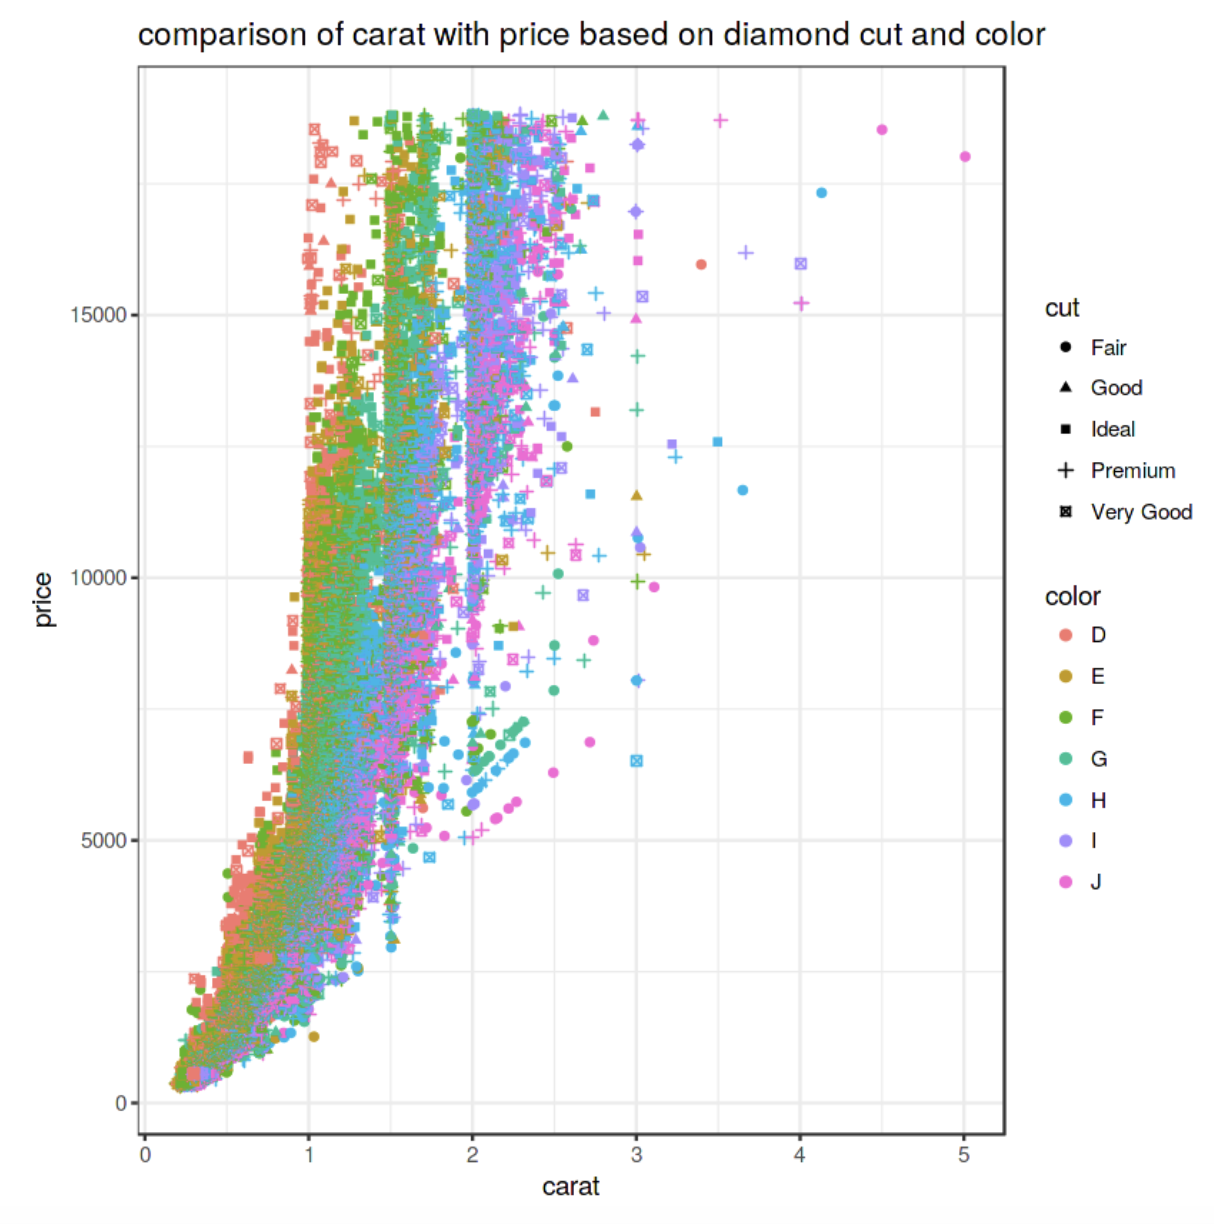 comparison of carat with price based on diamond cut and color
price
15000
10000
5000
0
0 1 2 3 4 5
carat
cut
Fair
Good
Ideal
Premium
Very Good
color
D
E
F
G
H
I
J